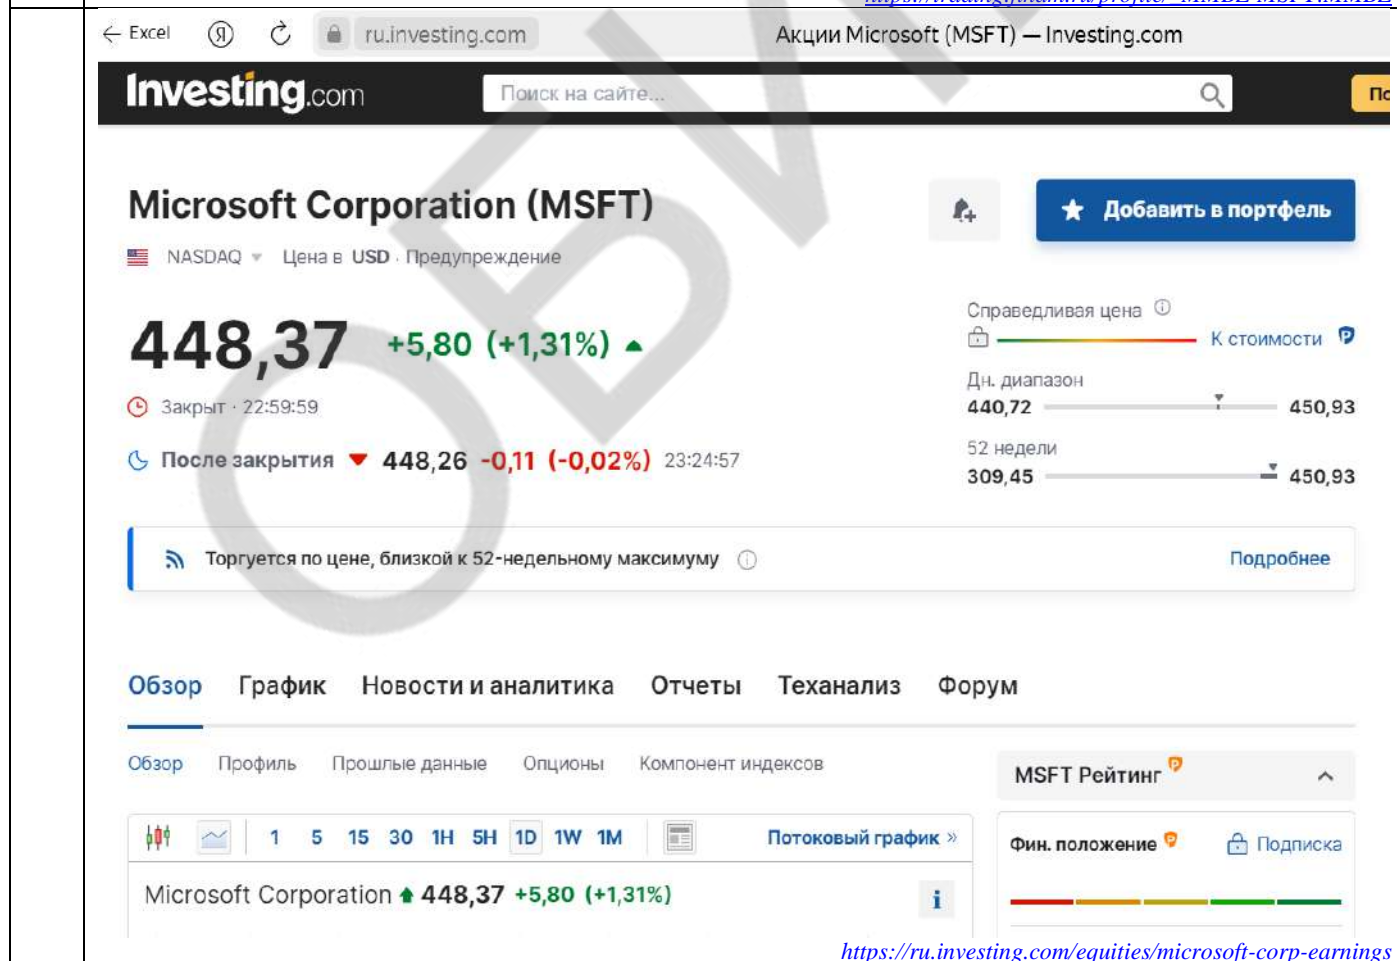 https://trading.finam.ru/profile/
← Excel Я ru.investing.com Акции Microsoft (MSFT) — Investing.com
Investing.com Поиск на сайте...
Microsoft Corporation (MSFT) Добавить в портфель
NASDAQ Цена в USD · Предупреждение
448,37 +5,80 (+1,31%)
Справедливая цена
К стоимости
Дн. диапазон
440,72 450,93
Закрыт · 22:59:59
52 недели
309,45 450,93
После закрытия 448,26 -0,11 (-0,02%) 23:24:57
Торгуется по цене, близкой к 52-недельному максимуму Подробнее
Обзор График Новости и аналитика Отчеты Теханализ Форум
Обзор Профиль Прошлые данные Опционы Компонент индексов
MSFT Рейтинг
1 5 15 30 1H 5H 1D 1W 1M Потоковый график »
Фин. положение Подписка
Microsoft Corporation 448,37 +5,80 (+1,31%)
https://ru.investing.com/equities/microsoft-corp-earnings